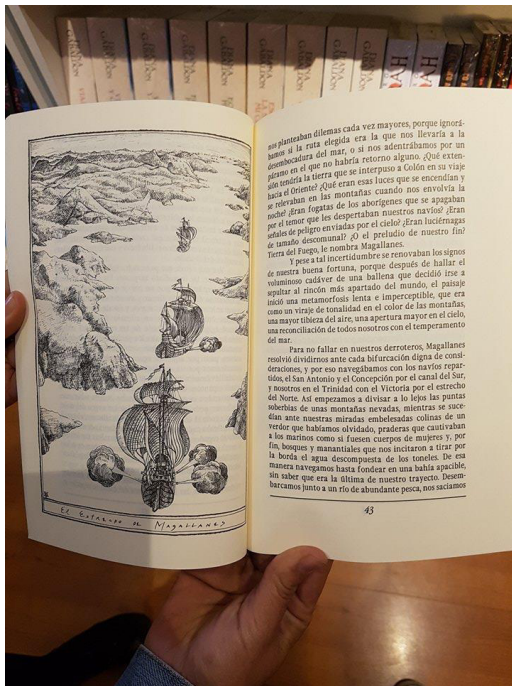 DIANA GABALDON
DIANA GABALDON
DIANA GABALDON
DIANA GABALDON
EL ESTRECHO DE MAGALLANES
nos planteaban dilemas cada vez mayores, porque ignorá-
bamos si la ruta elegida era la que nos llevaría a la
desembocadura del mar, o si nos adentrábamos por un
páramo en el que no habría retorno alguno. ¿Qué exten-
sión tendría la tierra que se interpuso a Colón en su viaje
hacia el Oriente? ¿Qué eran esas luces que se encendían y
se relevaban en las montañas cuando nos envolvía la
noche? ¿Eran fogatas de los aborígenes que se apagaban
por el temor que les despertaban nuestros navíos? ¿Eran
señales de peligro enviadas por el cielo? ¿Eran luciérnagas
de tamaño descomunal? ¿O el preludio de nuestro fin?
Tierra del Fuego, le nombra Magallanes.
Y pese a tal incertidumbre se renovaban los signos
de nuestra buena fortuna, porque después de hallar el
voluminoso cadáver de una ballena que decidió irse a
sepultar al rincón más apartado del mundo, el paisaje
inició una metamorfosis lenta e imperceptible, que era
como un viraje de tonalidad en el color de las montañas,
una mayor tibieza del aire, una apertura mayor en el cielo,
una reconciliación de todos nosotros con el temperamento
del mar.
Para no fallar en nuestros derroteros, Magallanes
resolvió dividirnos ante cada bifurcación digna de consi-
deraciones, y por eso navegábamos con los navíos repar-
tidos, el San Antonio y el Concepción por el canal del Sur,
y nosotros en el Trinidad con el Victoria por el estrecho
del Norte. Así empezamos a divisar a lo lejos las puntas
soberbias de unas montañas nevadas, mientras se suce-
dían ante nuestras miradas embelesadas colinas de un
verdor que habíamos olvidado, praderas que cautivaban
a los marinos como si fuesen cuerpos de mujeres y, por
fin, bosques y manantiales que nos incitaron a tirar por
la borda el agua descompuesta de los toneles. De esa
manera navegamos hasta fondear en una bahía apacible,
sin saber que era la última de nuestro trayecto. Desem-
barcamos junto a un río de abundante pesca, nos saciamos
43